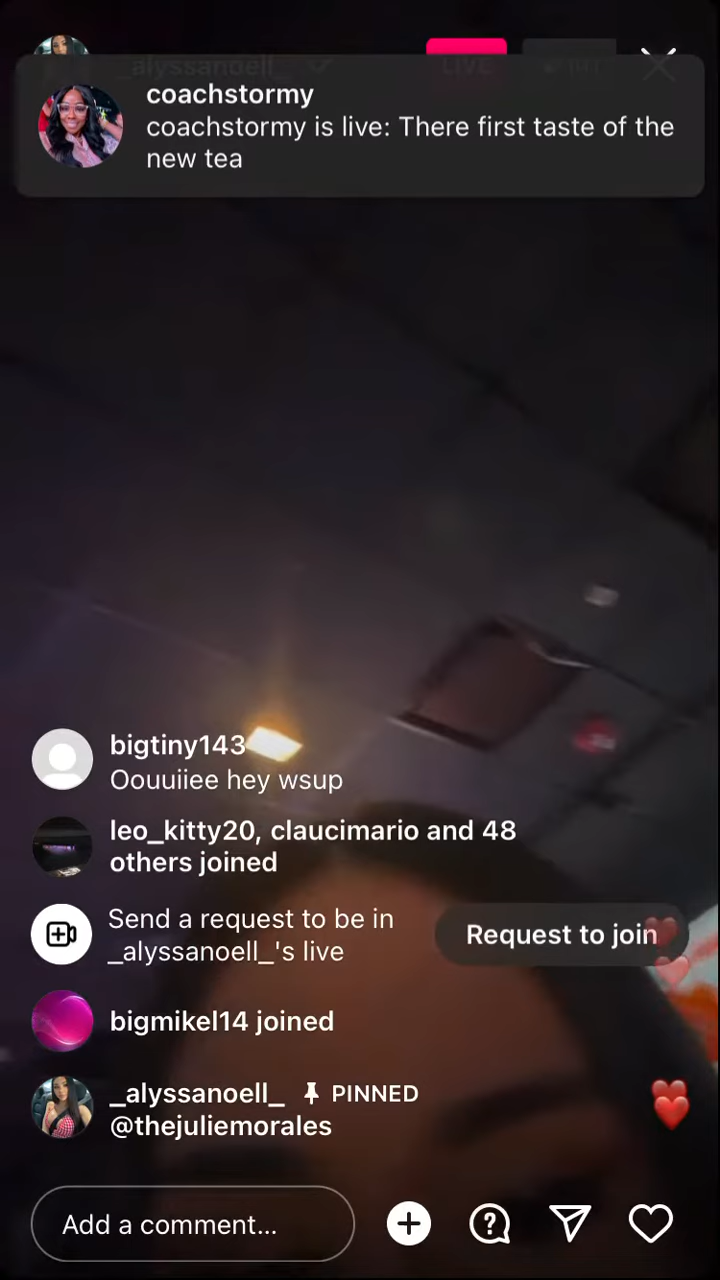 _alyssanoell_
LIVE
coachstormy
coachstormy is live: There first taste of the
new tea
bigtiny143
Oouuiiee hey wsup
leo_kitty20, claucimario and 48
others joined
Send a request to be in
_alyssanoell_'s live
Request to join
bigmikel14 joined
_alyssanoell_ PINNED
@thejuliemorales
Add a comment...